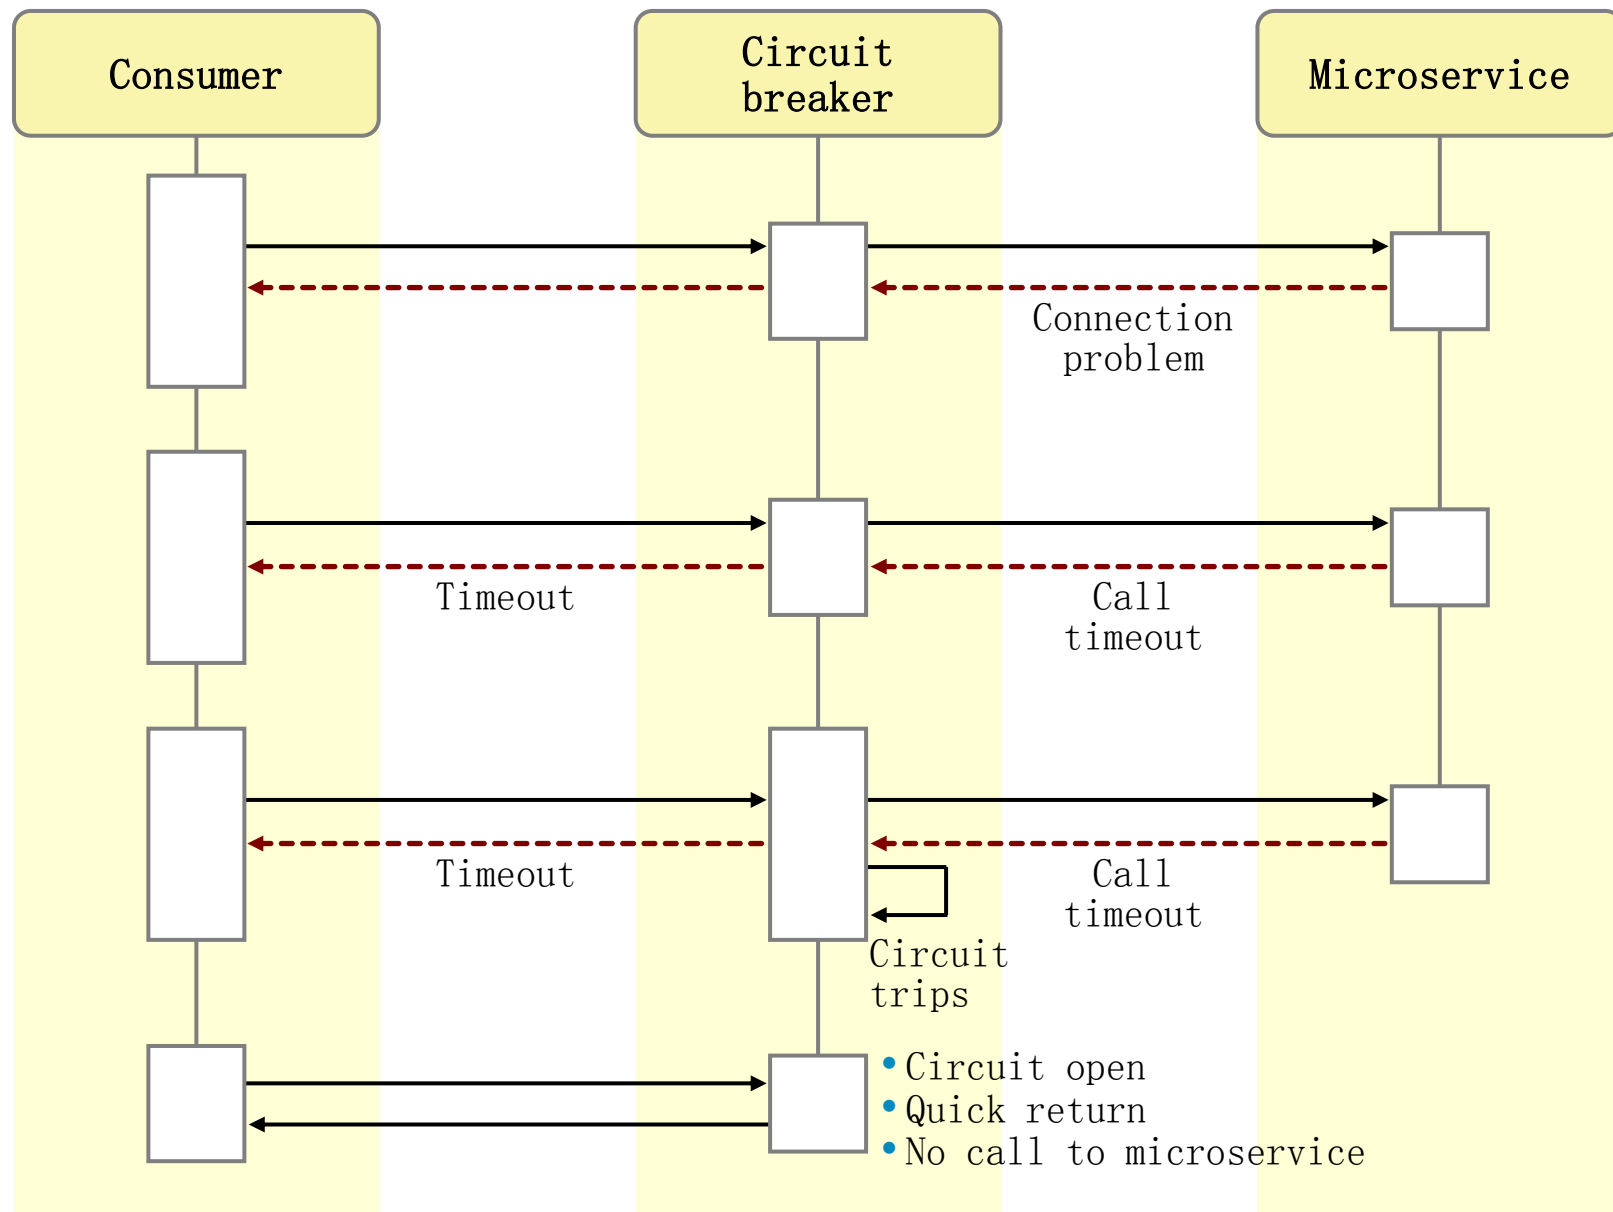 Consumer
Circuit
breaker
Microservice
Connection
problem
Timeout
Call
timeout
Timeout
Call
timeout
Circuit
trips
• Circuit open
• Quick return
• No call to microservice